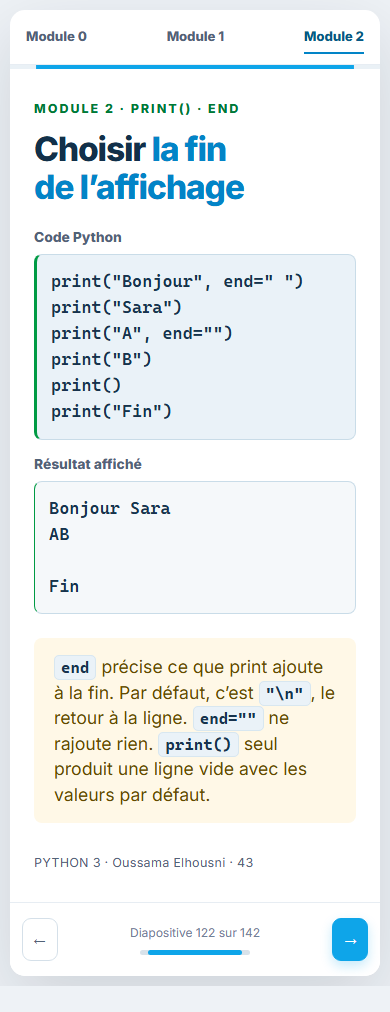 Module 0 Module 1 Module 2
MODULE 2 · PRINT() · END
Choisir la fin
de l’affichage
Code Python
print("Bonjour", end=" ")
print("Sara")
print("A", end="")
print("B")
print()
print("Fin")
Résultat affiché
Bonjour Sara
AB
Fin
end précise ce que print ajoute
à la fin. Par défaut, c’est "\n", le
retour à la ligne. end="" ne
rajoute rien. print() seul
produit une ligne vide avec les
valeurs par défaut.
PYTHON 3 · Oussama Elhousni · 43
← Diapositive 122 sur 142 →